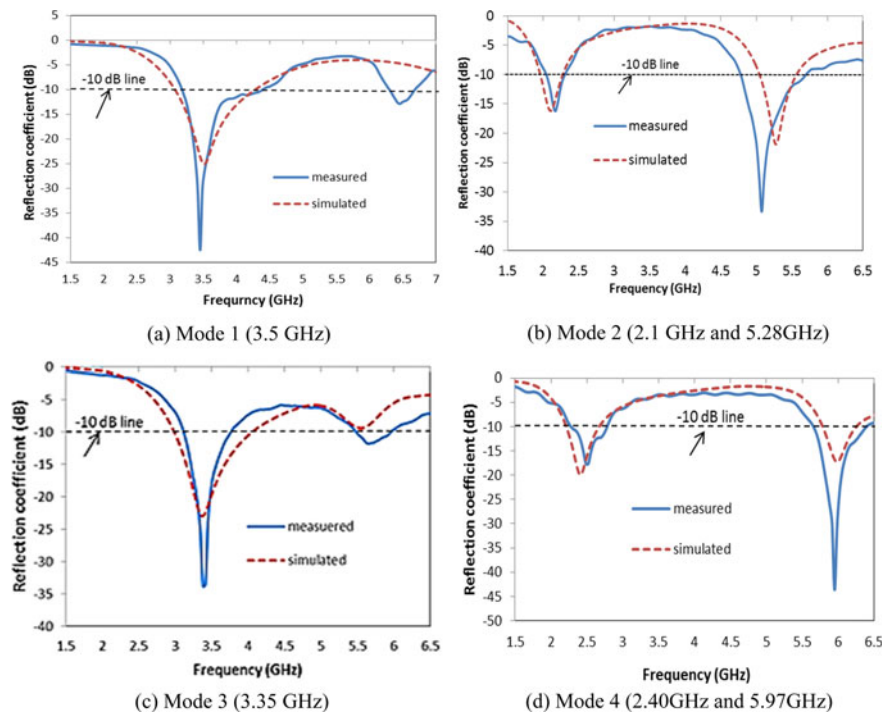 5
0
-5
-10
-15
-20
-25
-30
-35
-40
-45
Reflection coefficient (dB)
-10 dB line
measured
simulated
1.5 2 2.5 3 3.5 4 4.5 5 5.5 6 6.5 7
Frequrncy (GHz)
(a) Mode 1 (3.5 GHz)
0
-5
-10
-15
-20
-25
-30
-35
-40
Reflection coefficient (dB)
-10 dB line
measured
simulated
1.5 2 2.5 3 3.5 4 4.5 5 5.5 6 6.5
Frequency (GHz)
(b) Mode 2 (2.1 GHz and 5.28GHz)
0
-5
-10
-15
-20
-25
-30
-35
-40
Reflection coefficient (dB)
-10 dB line
measuered
simulated
1.5 2 2.5 3 3.5 4 4.5 5 5.5 6 6.5
Frequency (GHz)
(c) Mode 3 (3.35 GHz)
0
-5
-10
-15
-20
-25
-30
-35
-40
-45
-50
Reflection coefficient (dB)
-10 dB line
measured
simulated
1.5 2 2.5 3 3.5 4 4.5 5 5.5 6 6.5
Frequency (GHz)
(d) Mode 4 (2.40GHz and 5.97GHz)